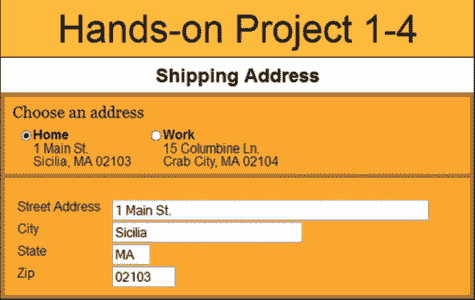 Hands-on Project 1-4
Shipping Address
Choose an address
Home Work
1 Main St. 15 Columbine Ln.
Sicilia, MA 02103 Crab City, MA 02104
Street Address 1 Main St.
City Sicilia
State MA
Zip 02103